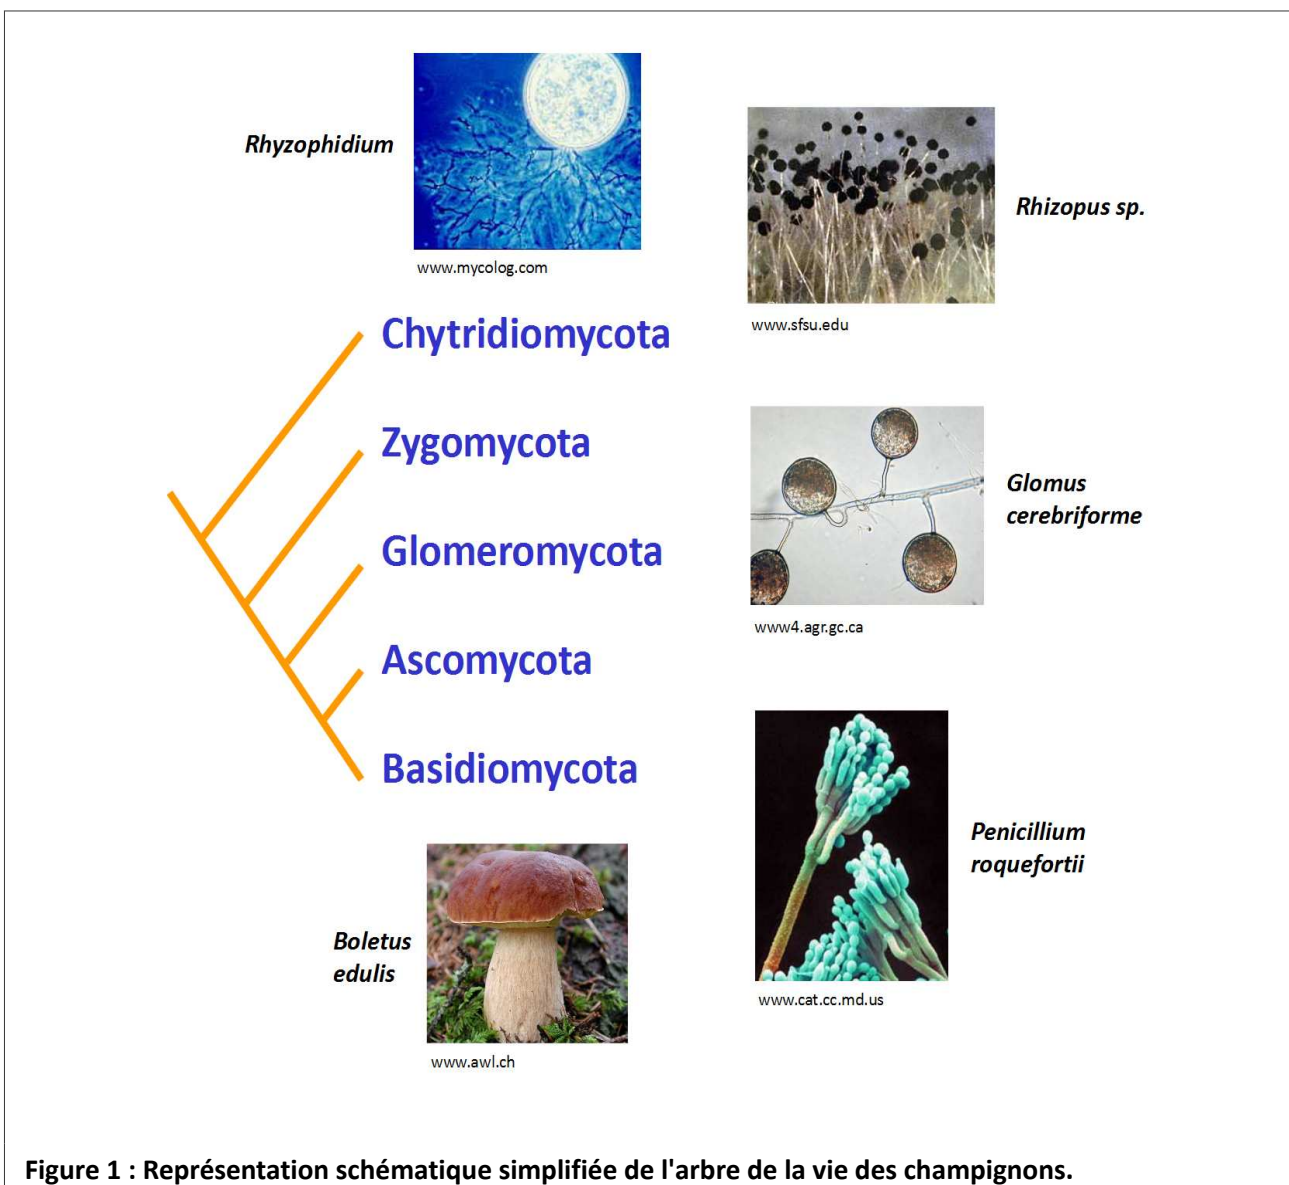 Rhyzophidium
www.mycolog.com
Rhizopus sp.
www.sfsu.edu
Chytridiomycota
Zygomycota
Glomeromycota
Ascomycota
Basidiomycota
Glomus
cerebriforme
www4.agr.gc.ca
Penicillium
roquefortii
www.cat.cc.md.us
Boletus
edulis
www.awl.ch
Figure 1 : Représentation schématique simplifiée de l'arbre de la vie des champignons.